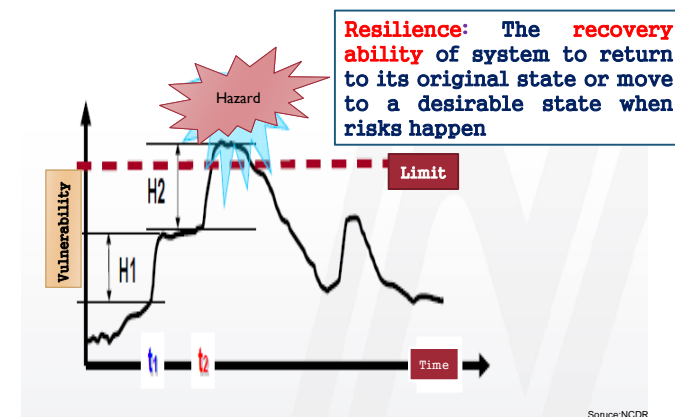 Resilience: The recovery
ability of system to return
to its original state or move
to a desirable state when
risks happen
Hazard
Limit
H2
Vulnerability
H1
t1
t2
Time
Soruce:NCDR